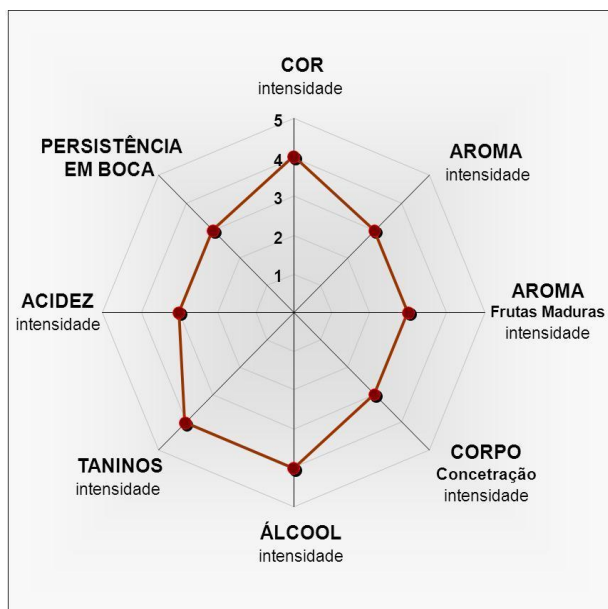 COR
intensidade
PERSISTÊNCIA
EM BOCA
AROMA
intensidade
5
4
3
2
1
ACIDEZ
intensidade
AROMA
Frutas Maduras
intensidade
TANINOS
intensidade
CORPO
Concetração
intensidade
ÁLCOOL
intensidade